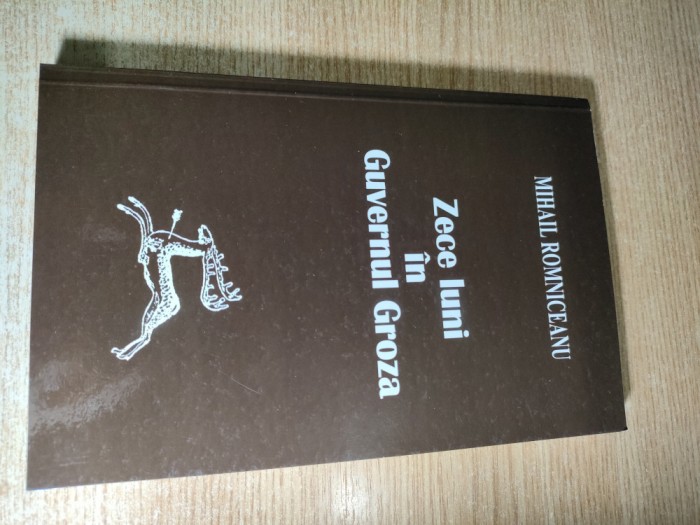 MIHAIL ROMNICEANU
Zece luni
în
Guvernul Groza